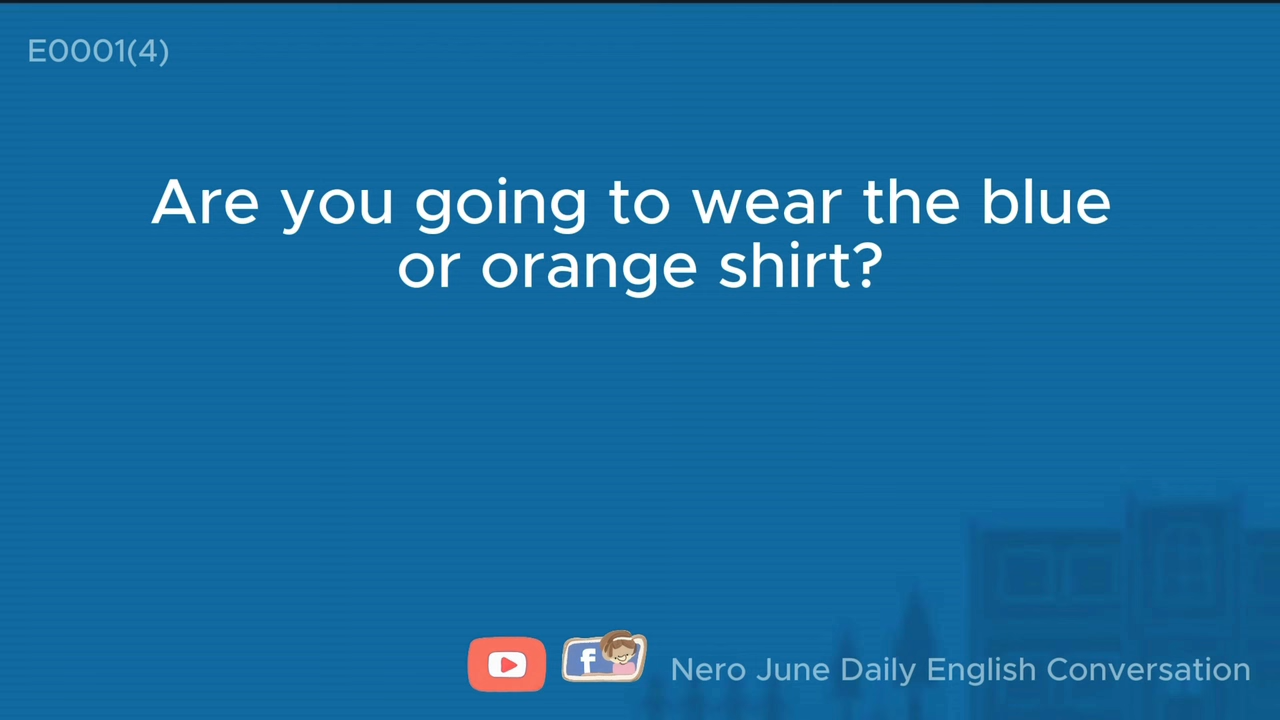 E0001(4)
Are you going to wear the blue
or orange shirt?
f
Nero June Daily English Conversation